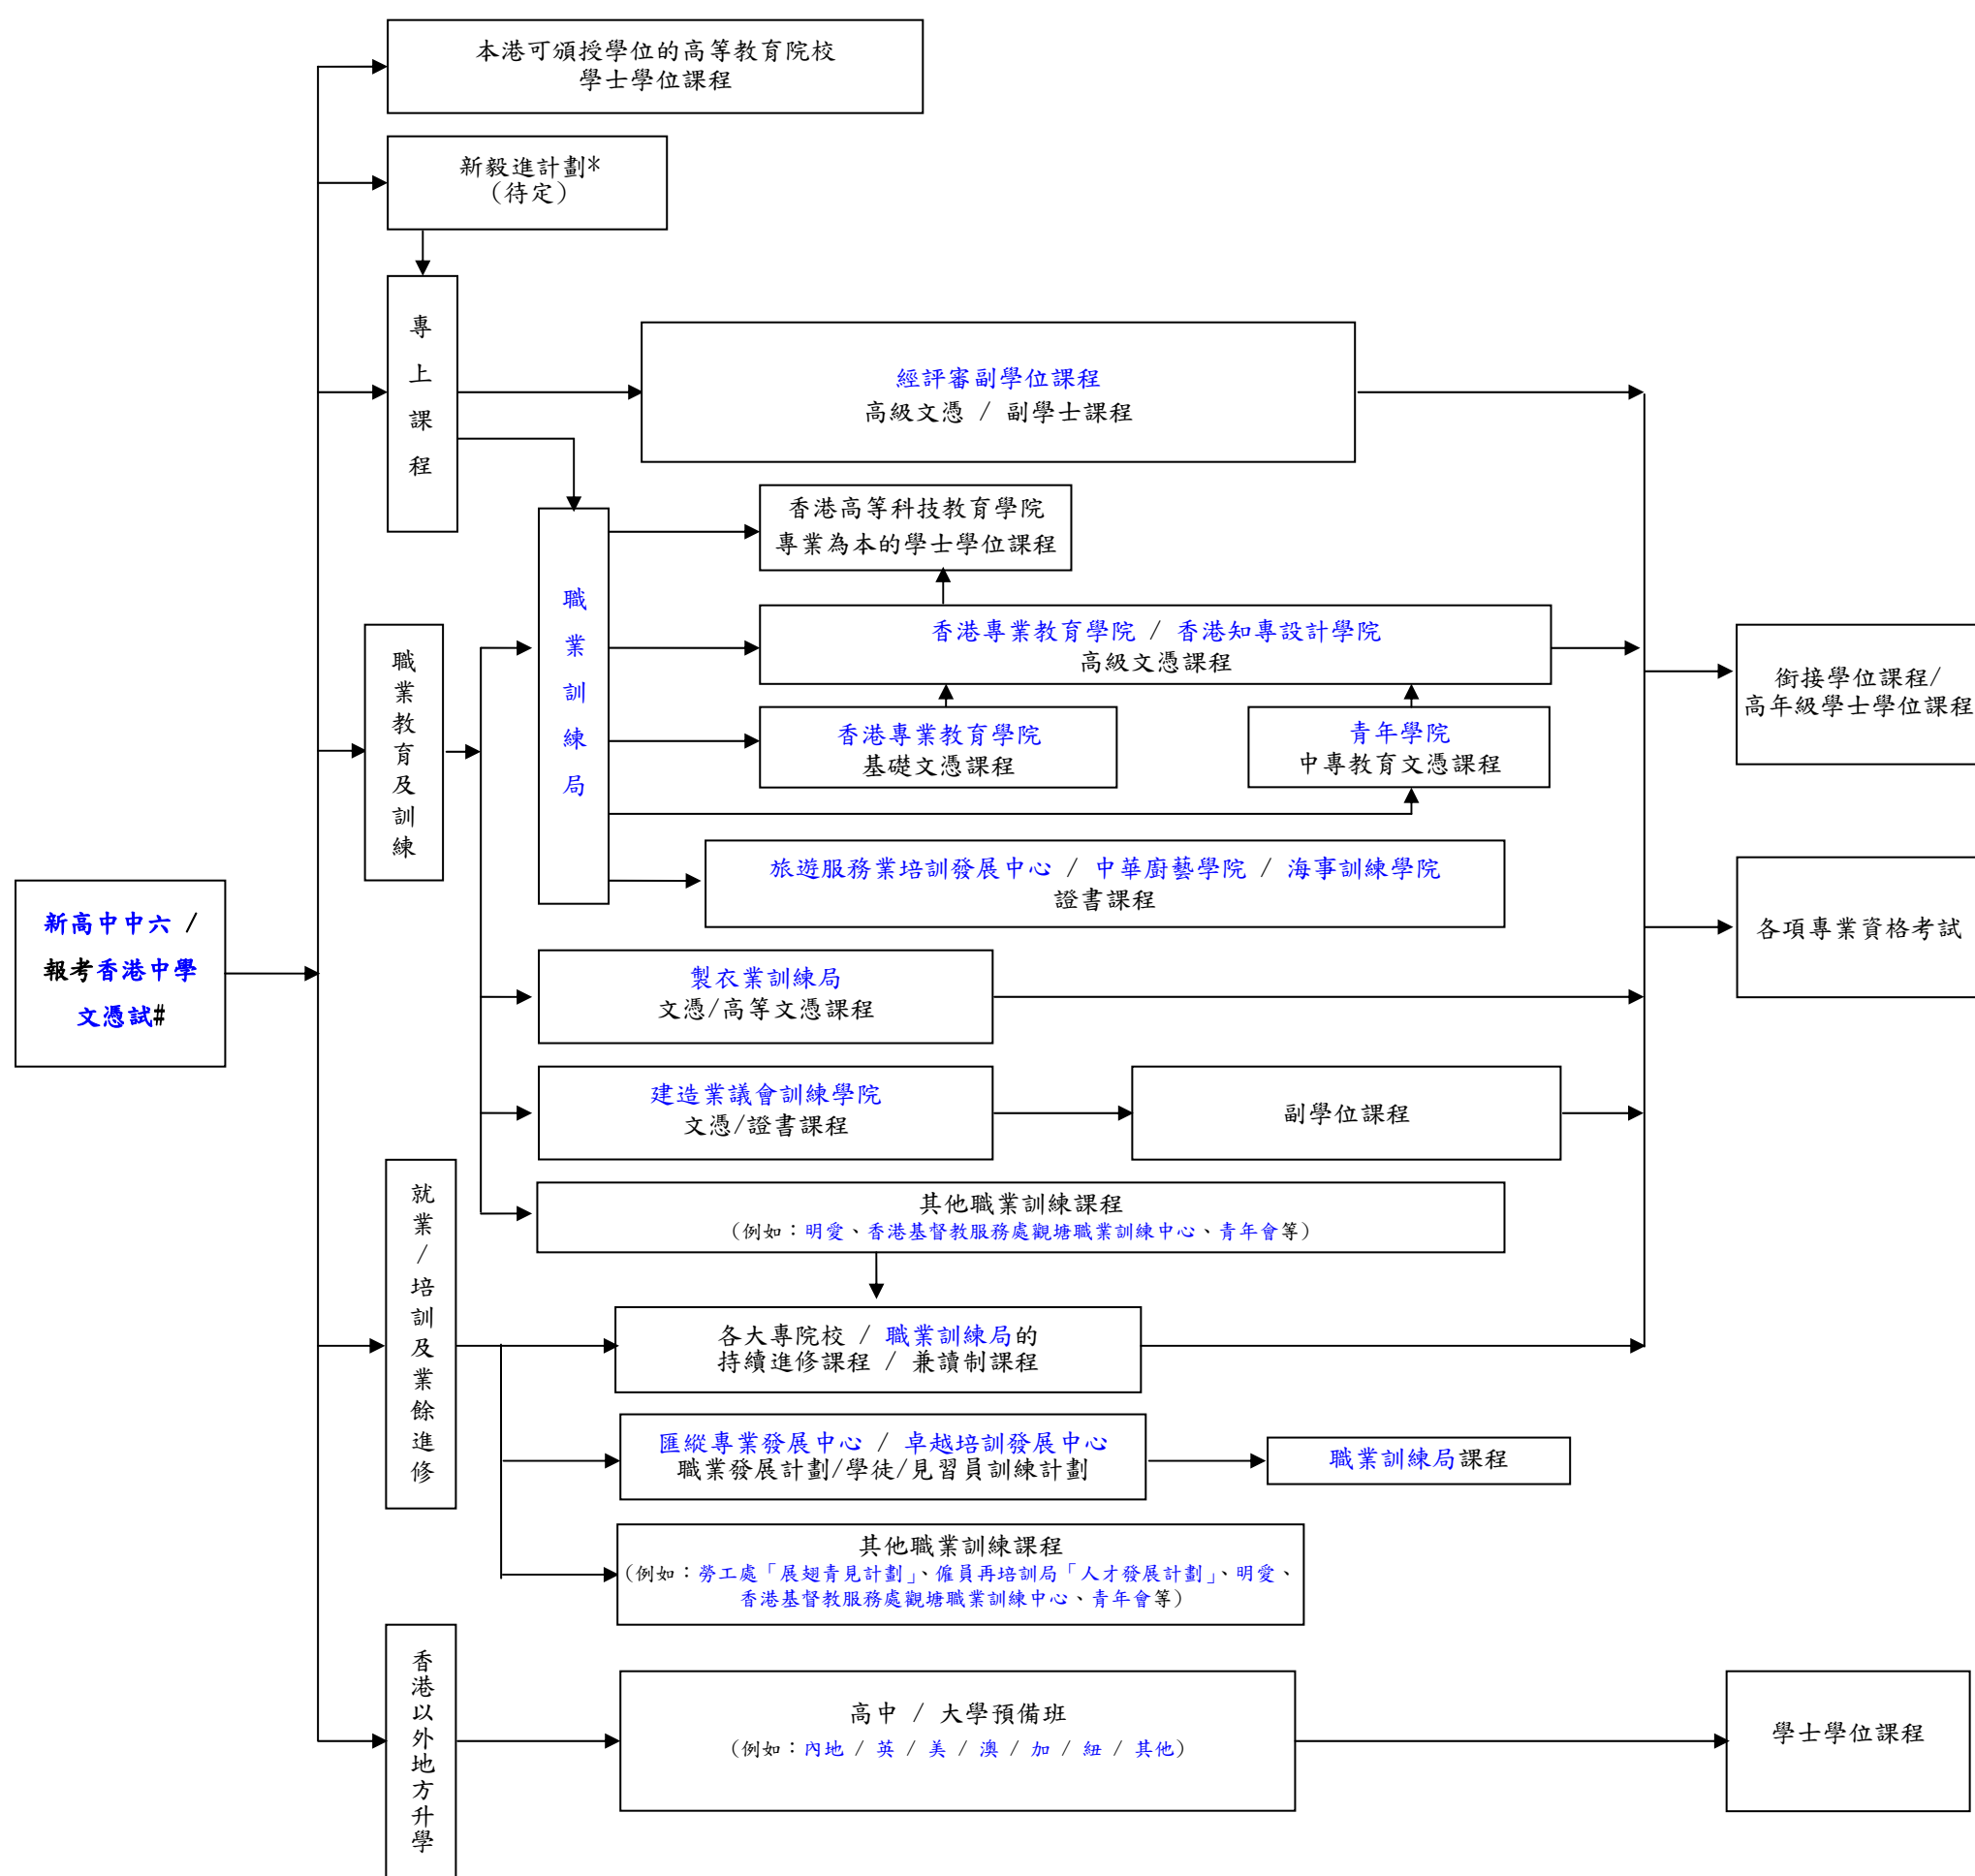 本港可頒授學位的高等教育院校
學士學位課程
新毅進計劃*
（待定）
專上課程
經評審副學位課程
高級文憑 / 副學士課程
香港高等科技教育學院
專業為本的學士學位課程
職業訓練局
香港專業教育學院 / 香港知專設計學院
高級文憑課程
職業教育及訓練
銜接學位課程/
高年級學士學位課程
香港專業教育學院
基礎文憑課程
青年學院
中專教育文憑課程
旅遊服務業培訓發展中心 / 中華廚藝學院 / 海事訓練學院
證書課程
新高中中六 /
報考香港中學
文憑試#
各項專業資格考試
製衣業訓練局
文憑/高等文憑課程
建造業議會訓練學院
文憑/證書課程
副學位課程
其他職業訓練課程
（例如：明愛、香港基督教服務處觀塘職業訓練中心、青年會等）
就業/培訓及業餘進修
各大專院校 / 職業訓練局的
持續進修課程 / 兼讀制課程
匯縱專業發展中心 / 卓越培訓發展中心
職業發展計劃/學徒/見習員訓練計劃
職業訓練局課程
其他職業訓練課程
（例如：勞工處「展翅青見計劃」、僱員再培訓局「人才發展計劃」、明愛、
香港基督教服務處觀塘職業訓練中心、青年會等）
香港以外地方升學
高中 / 大學預備班
（例如：內地 / 英 / 美 / 澳 / 加 / 紐 / 其他）
學士學位課程